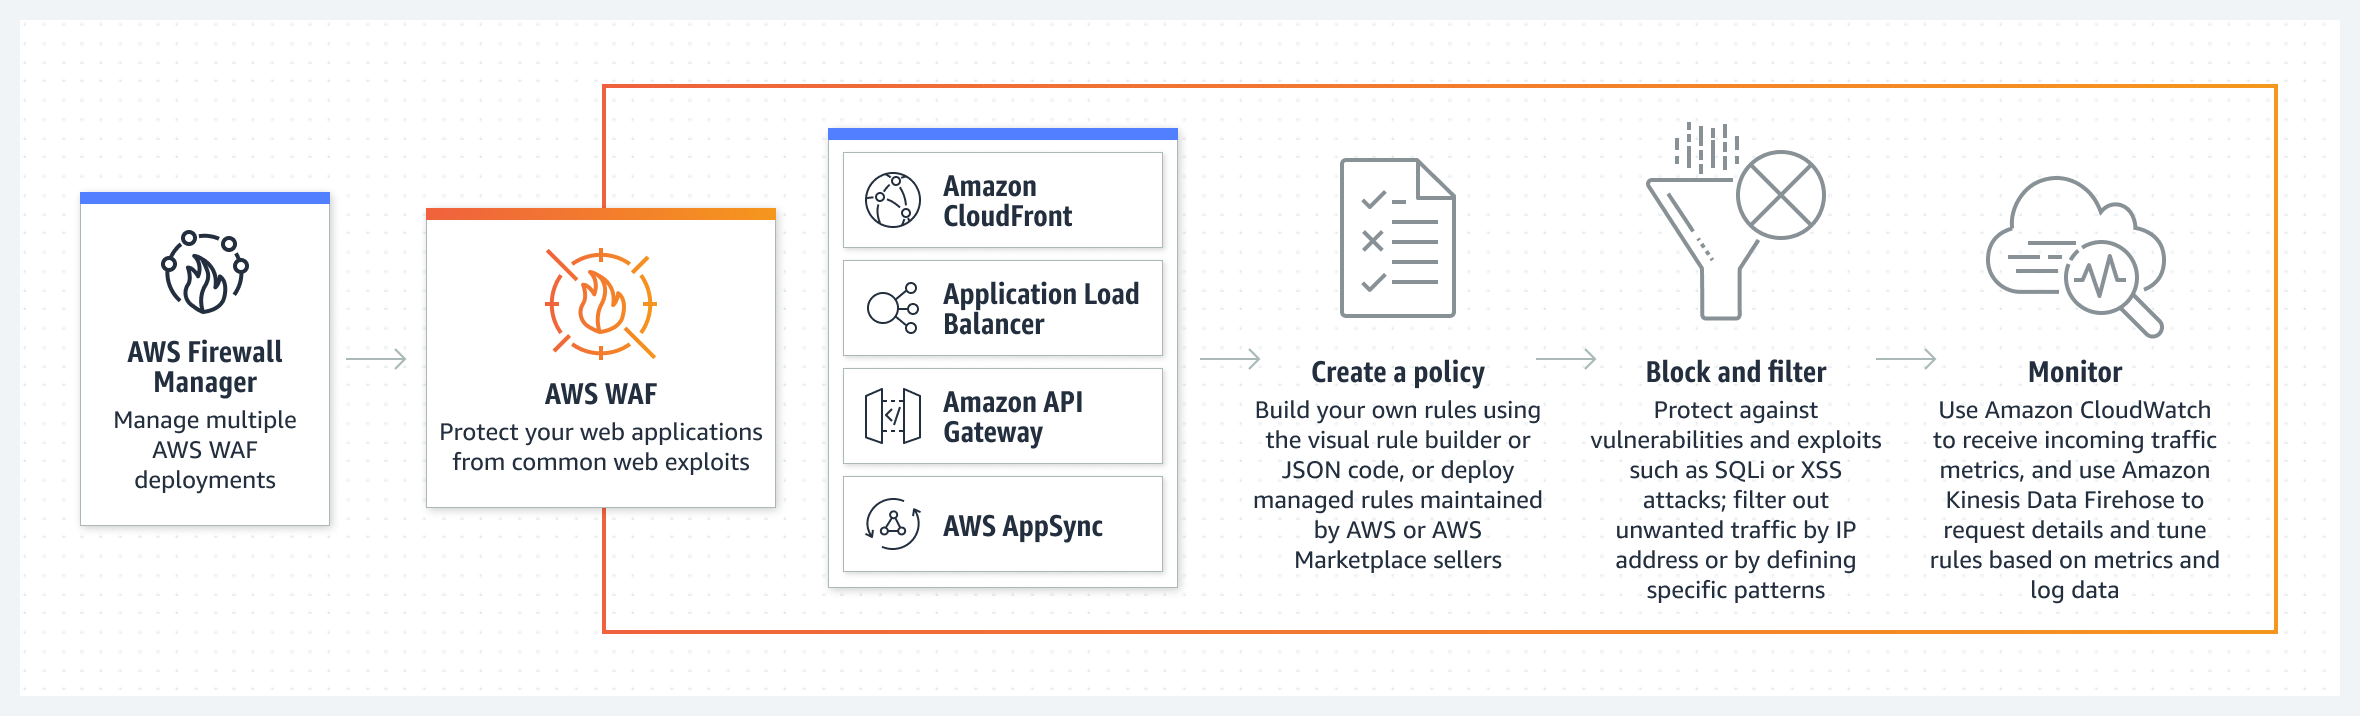 AWS Firewall
Manager
Manage multiple
AWS WAF
deployments
AWS WAF
Protect your web applications
from common web exploits
Amazon
CloudFront
Application Load
Balancer
Amazon API
Gateway
AWS AppSync
Create a policy
Build your own rules using
the visual rule builder or
JSON code, or deploy
managed rules maintained
by AWS or AWS
Marketplace sellers
Block and filter
Protect against
vulnerabilities and exploits
such as SQLi or XSS
attacks; filter out
unwanted traffic by IP
address or by defining
specific patterns
Monitor
Use Amazon CloudWatch
to receive incoming traffic
metrics, and use Amazon
Kinesis Data Firehose to
request details and tune
rules based on metrics and
log data